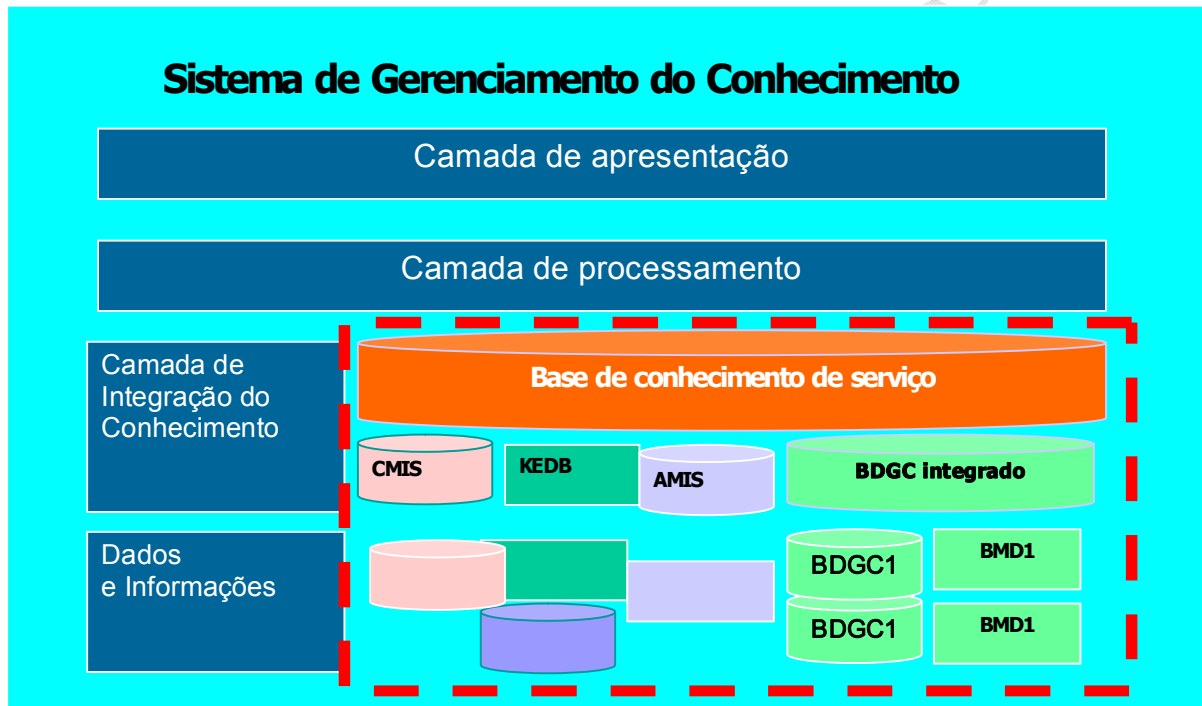 Sistema de Gerenciamento do Conhecimento
Camada de apresentação
Camada de processamento
Camada de
Integração do
Conhecimento
Base de conhecimento de serviço
CMIS
KEDB
AMIS
BDGC integrado
Dados
e Informações
BDGC1
BMD1
BDGC1
BMD1